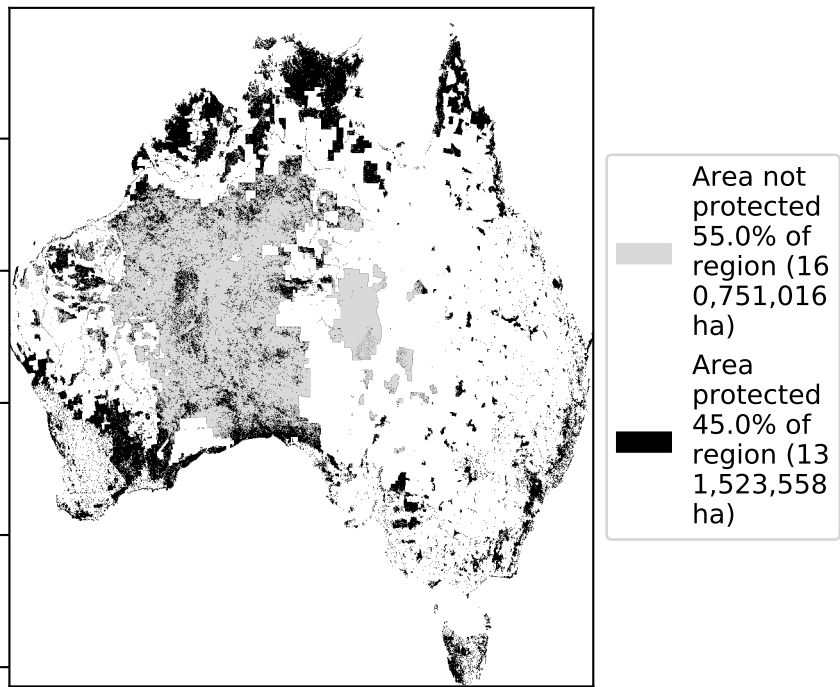 Area not
protected
55.0% of
region (16
0,751,016
ha)
Area
protected
45.0% of
region (13
1,523,558
ha)